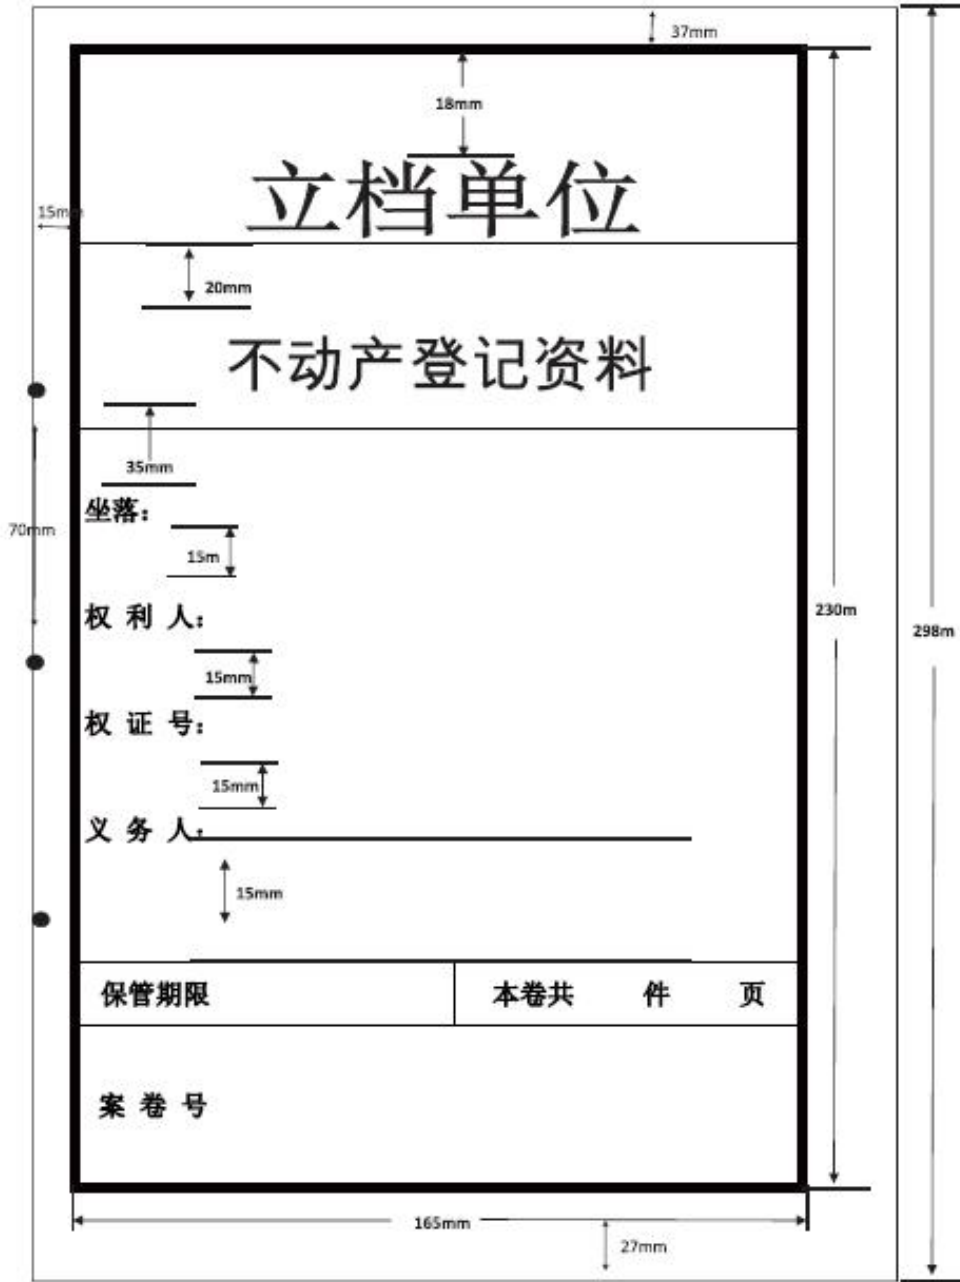 37mm
18mm
立档单位
15mm
20mm
不动产登记资料
35mm
坐落：
70mm
15m
权 利 人：
230m
298m
15mm
权 证 号：
15mm
义 务 人：
15mm
保管期限 本卷共 件 页
案 卷 号
165mm
27mm